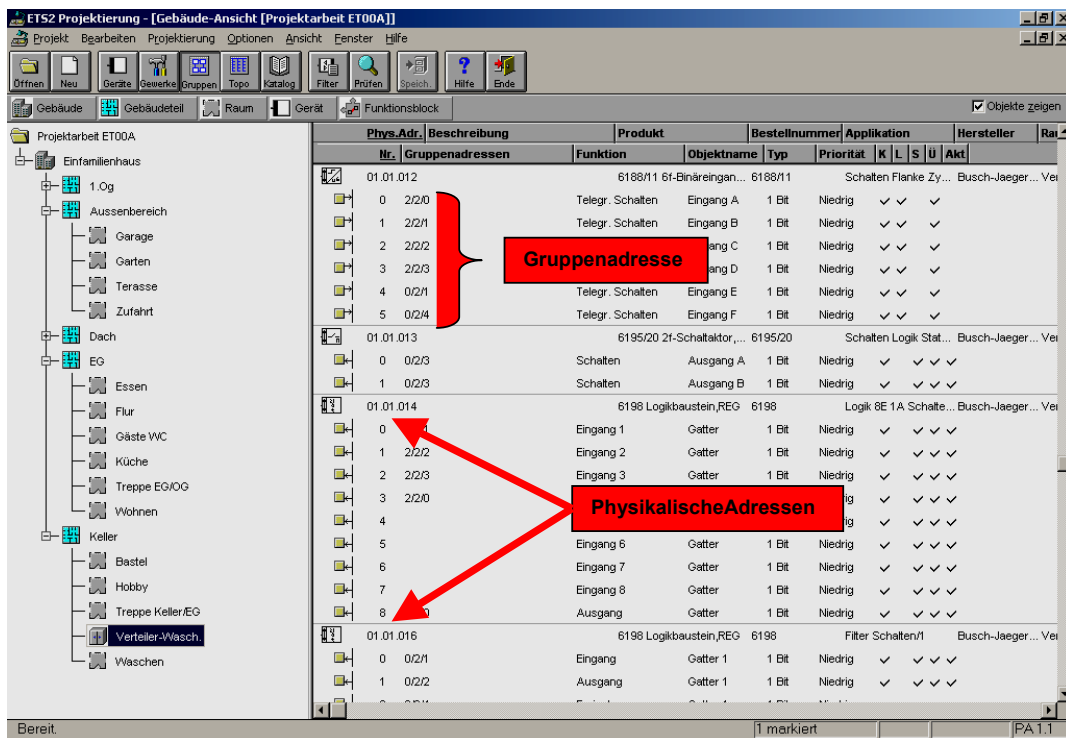 ETS2 Projektierung - [Gebäude-Ansicht [Projektarbeit ET00A]]
Projekt Bearbeiten Projektierung Optionen Ansicht Fenster Hilfe
Öffnen Neu Geräte Gewerke Gruppen Topo Katalog Filter Prüfen Speich. Hilfe Ende
Gebäude Gebäudeteil Raum Gerät Funktionsblock Objekte zeigen
Projektarbeit ET00A
Einfamilienhaus
1.Og
Aussenbereich
Garage
Garten
Terasse
Zufahrt
Dach
EG
Essen
Flur
Gäste WC
Küche
Treppe EG/OG
Wohnen
Keller
Bastel
Hobby
Treppe Keller/EG
Verteiler-Wasch.
Waschen
Phys.Adr. Beschreibung Produkt Bestellnummer Applikation Hersteller
Nr. Gruppenadressen Funktion Objektname Typ Priorität K L S Ü Akt
01.01.012 6188/11 6f-Binäreingan... 6188/11 Schalten Flanke Zy... Busch-Jaeger...
0 2/2/0 Telegr. Schalten Eingang A 1 Bit Niedrig
1 2/2/1 Telegr. Schalten Eingang B 1 Bit Niedrig
2 2/2/2 ang C 1 Bit Niedrig
3 2/2/3 ang D 1 Bit Niedrig
4 0/2/1 Telegr. Schalten Eingang E 1 Bit Niedrig
5 0/2/4 Telegr. Schalten Eingang F 1 Bit Niedrig
Gruppenadresse
01.01.013 6195/20 2f-Schaltaktor,... 6195/20 Schalten Logik Stat... Busch-Jaeger...
0 0/2/3 Schalten Ausgang A 1 Bit Niedrig
1 0/2/3 Schalten Ausgang B 1 Bit Niedrig
01.01.014 6198 Logikbaustein,REG 6198 Logik 8E 1A Schalte... Busch-Jaeger...
0 Eingang 1 Gatter 1 Bit Niedrig
1 2/2/2 Eingang 2 Gatter 1 Bit Niedrig
2 2/2/3 Eingang 3 Gatter 1 Bit Niedrig
3 2/2/0
4
PhysikalischeAdressen
5 Eingang 6 Gatter 1 Bit Niedrig
6 Eingang 7 Gatter 1 Bit Niedrig
7 Eingang 8 Gatter 1 Bit Niedrig
8 Ausgang Gatter 1 Bit Niedrig
01.01.016 6198 Logikbaustein,REG 6198 Filter Schalten/1 Busch-Jaeger...
0 0/2/1 Eingang Gatter 1 1 Bit Niedrig
1 0/2/2 Ausgang Gatter 1 1 Bit Niedrig
Bereit. 1 markiert PA 1.1